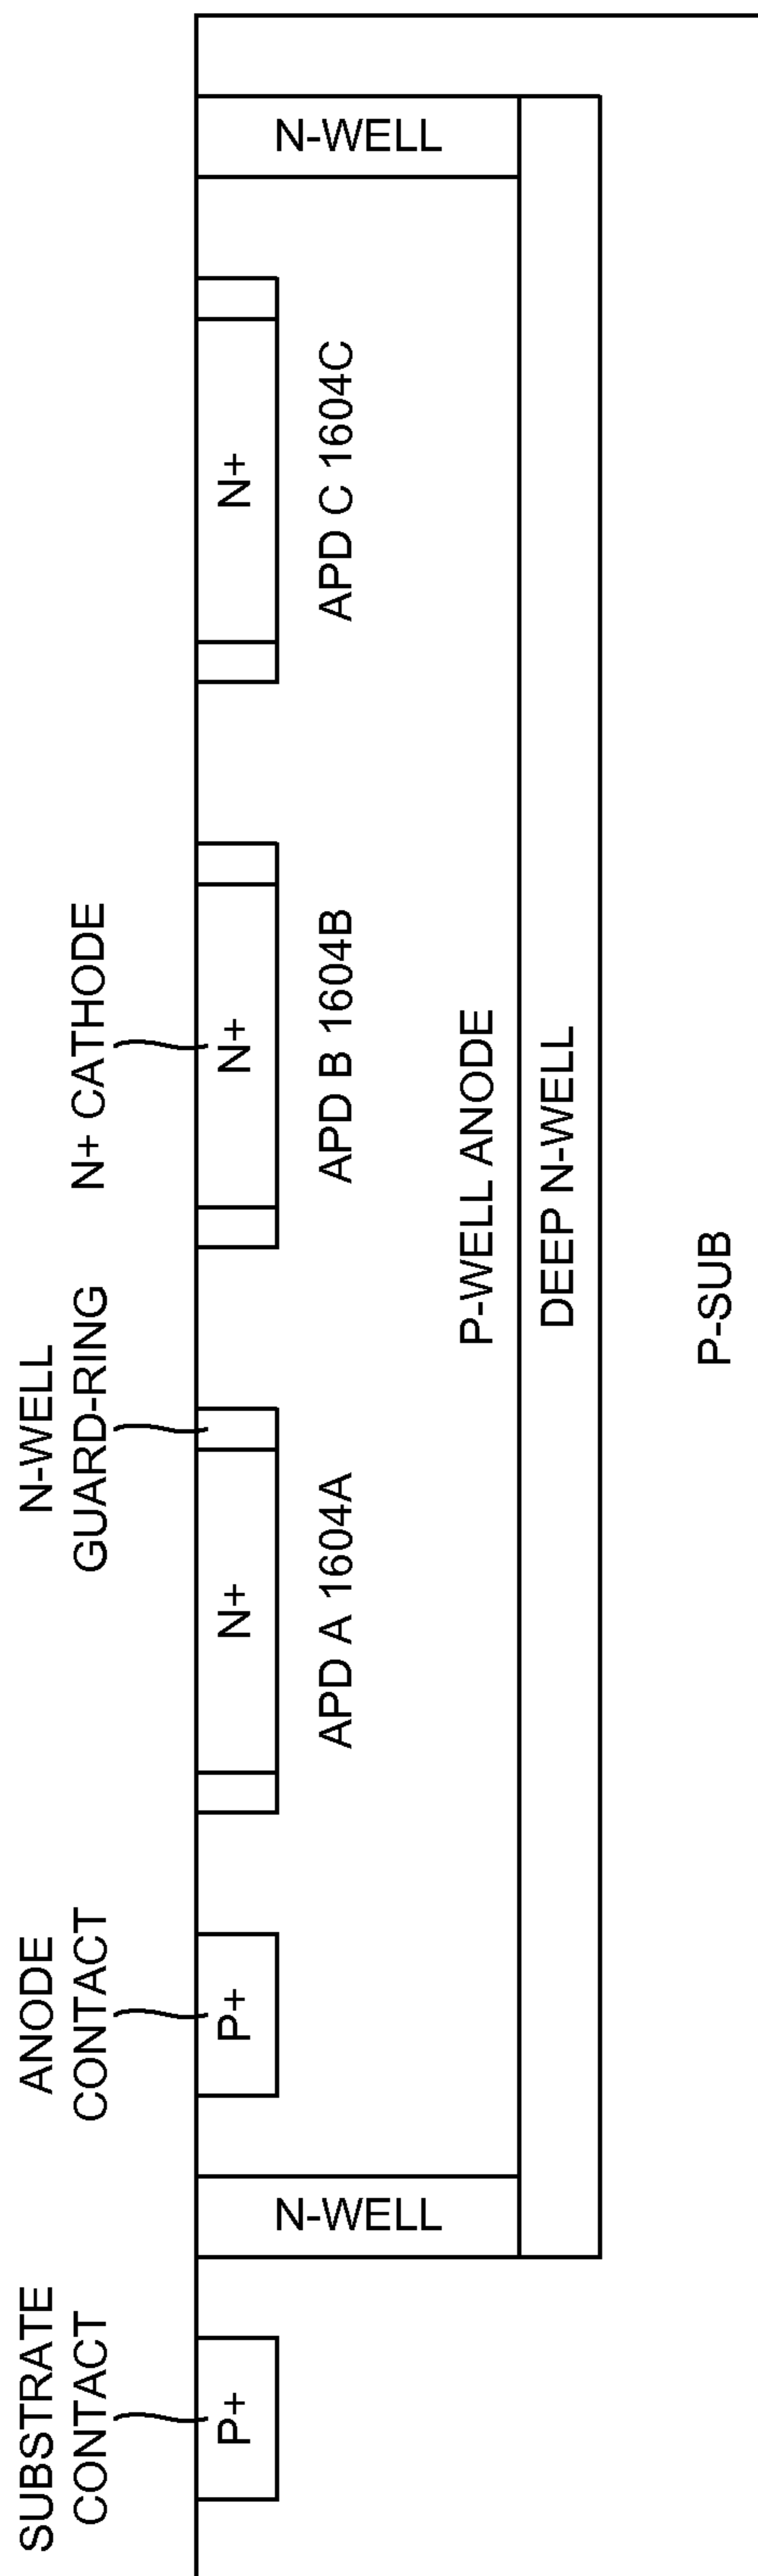 SUBSTRATE
CONTACT
ANODE
CONTACT
N-WELL
GUARD-RING
N+ CATHODE
P+
N-WELL
P+
N+
N+
N+
N-WELL
APD A 1604A
APD B 1604B
APD C 1604C
P-WELL ANODE
DEEP N-WELL
P-SUB